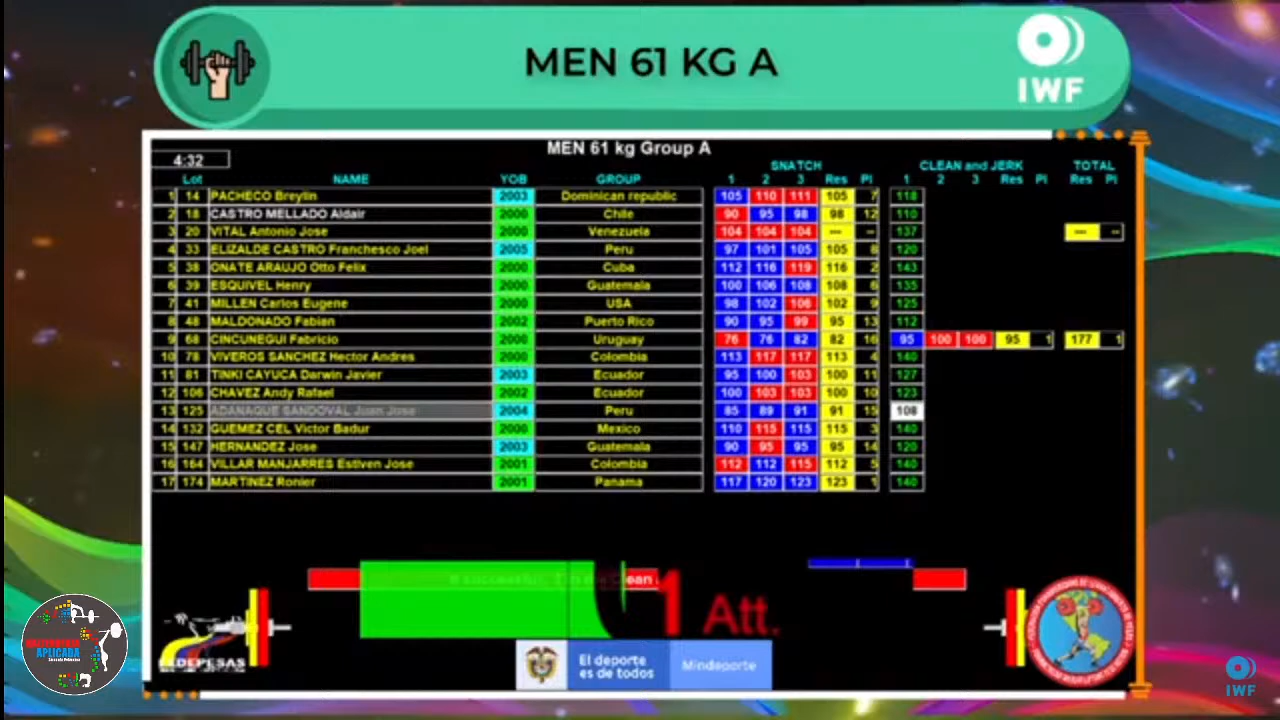 MEN 61 KG A
IWF
MEN 61 kg Group A
4:32
SNATCH CLEAN and JERK TOTAL
Lot NAME YOB GROUP 1 2 3 Res Pl 1 2 3 Res Pl Res Pl
1 14 PACHECO Breylin 2003 Dominican republic 105 110 111 105 7 118
2 18 CASTRO MELLADO Aldair 2000 Chile 90 95 98 98 12 110
3 20 VITAL Antonio Jose 2000 Venezuela 104 104 104 --- -- 137 --- --
4 33 ELIZALDE CASTRO Franchesco Joel 2005 Peru 97 101 105 105 8 120
5 38 ONATE ARAUJO Otto Felix 2000 Cuba 112 116 119 116 2 143
6 39 ESQUIVEL Henry 2000 Guatemala 100 106 108 108 6 135
7 41 MILLEN Carlos Eugene 2000 USA 98 102 106 102 9 125
8 48 MALDONADO Fabian 2002 Puerto Rico 90 95 99 95 13 112
9 68 CINCUNEGUI Fabricio 2000 Uruguay 76 76 82 82 16 95 100 100 95 1 177 1
10 78 VIVEROS SANCHEZ Hector Andres 2000 Colombia 113 117 117 113 4 140
11 81 TINKI CAYUCA Darwin Javier 2003 Ecuador 95 100 103 100 11 127
12 106 CHAVEZ Andy Rafael 2002 Ecuador 100 103 103 100 10 123
13 125 ADANAQUE SANDOVAL Juan Jose 2004 Peru 85 89 91 91 15 108
14 132 GUEMEZ CEL Victor Badur 2000 Mexico 110 115 115 115 3 140
15 147 HERNANDEZ Jose 2003 Guatemala 90 95 95 95 14 120
16 164 VILLAR MANJARRES Estiven Jose 2001 Colombia 112 112 115 112 5 140
17 174 MARTINEZ Ronier 2001 Panama 117 120 123 123 1 140
1 Att.
FEDEPESAS
El deporte
es de todos
Mindeporte
APLICADA
IWF